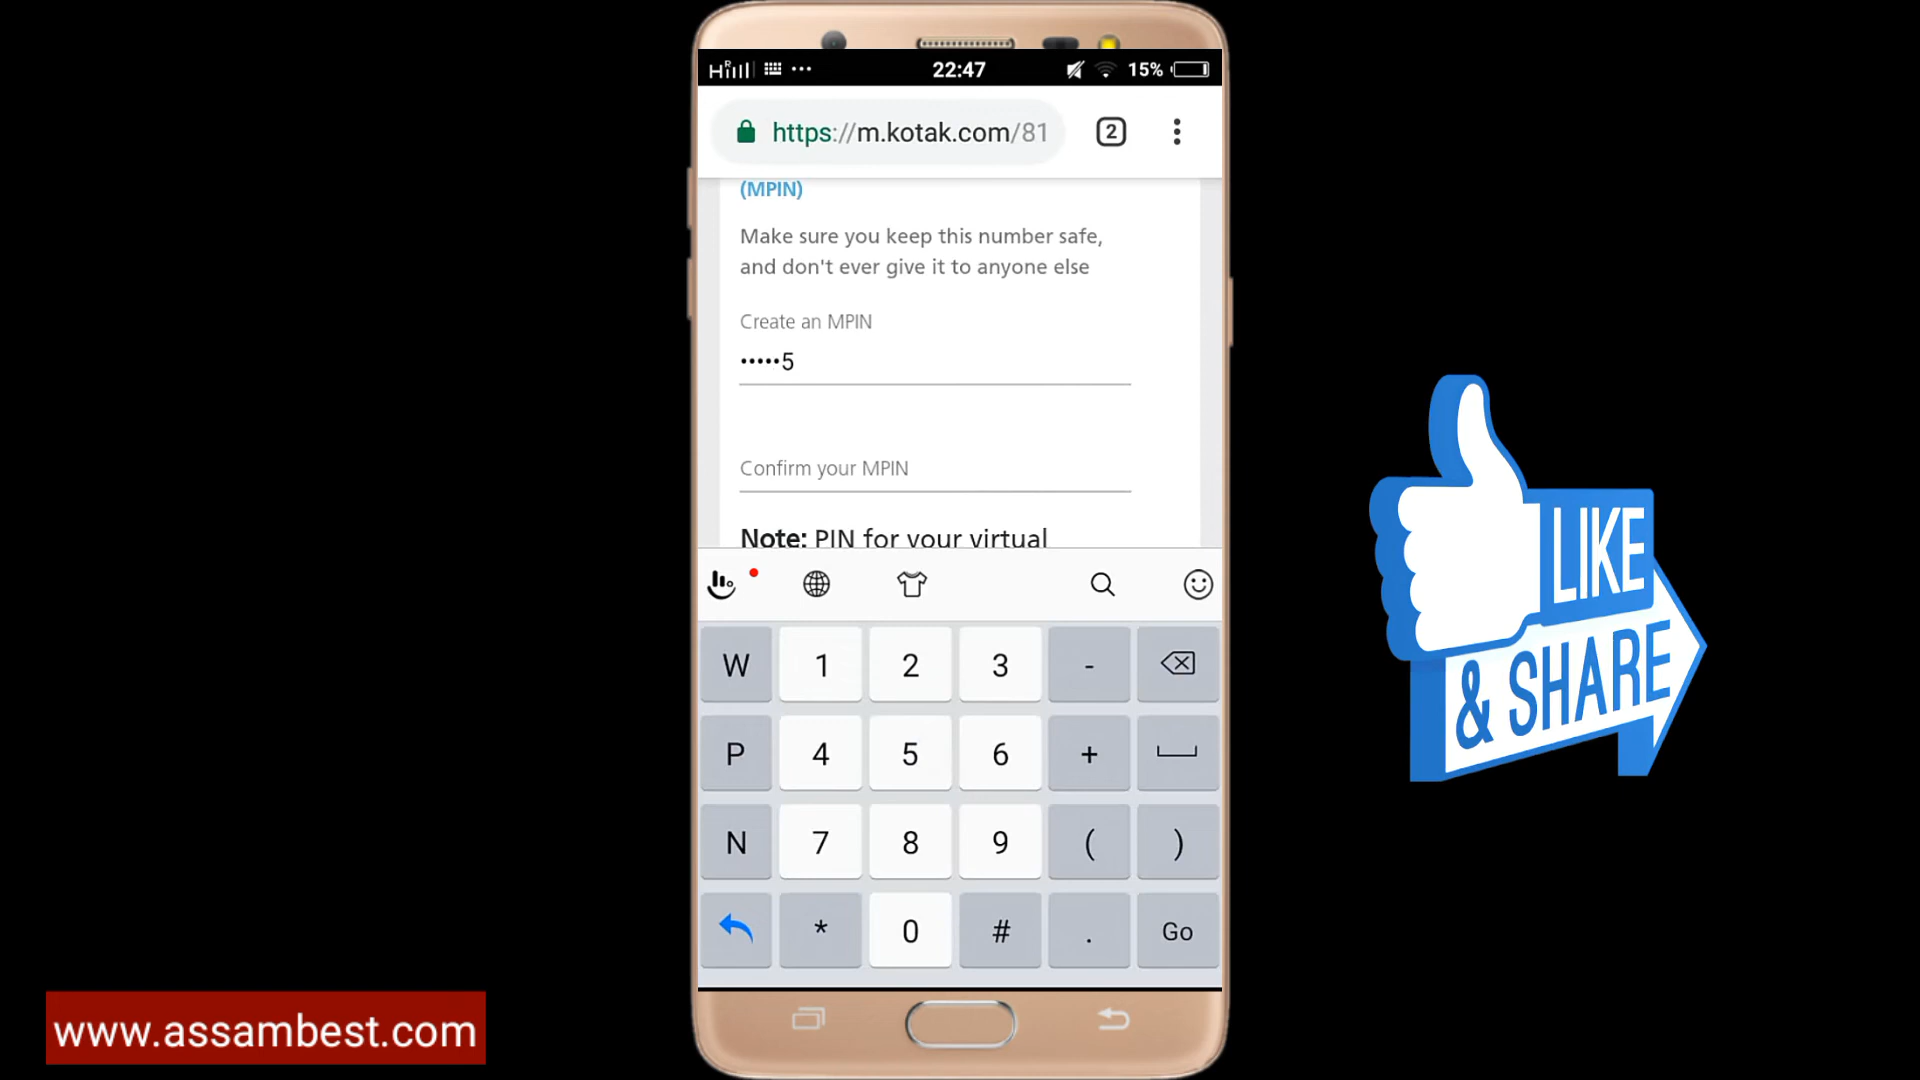 22:47
15%
https://m.kotak.com/81
2
(MPIN)
Make sure you keep this number safe,
and don't ever give it to anyone else
Create an MPIN
•••••5
Confirm your MPIN
Note: PIN for your virtual
W 1 2 3 -
P 4 5 6 +
N 7 8 9 ( )
* 0 # . Go
LIKE
& SHARE
www.assambest.com